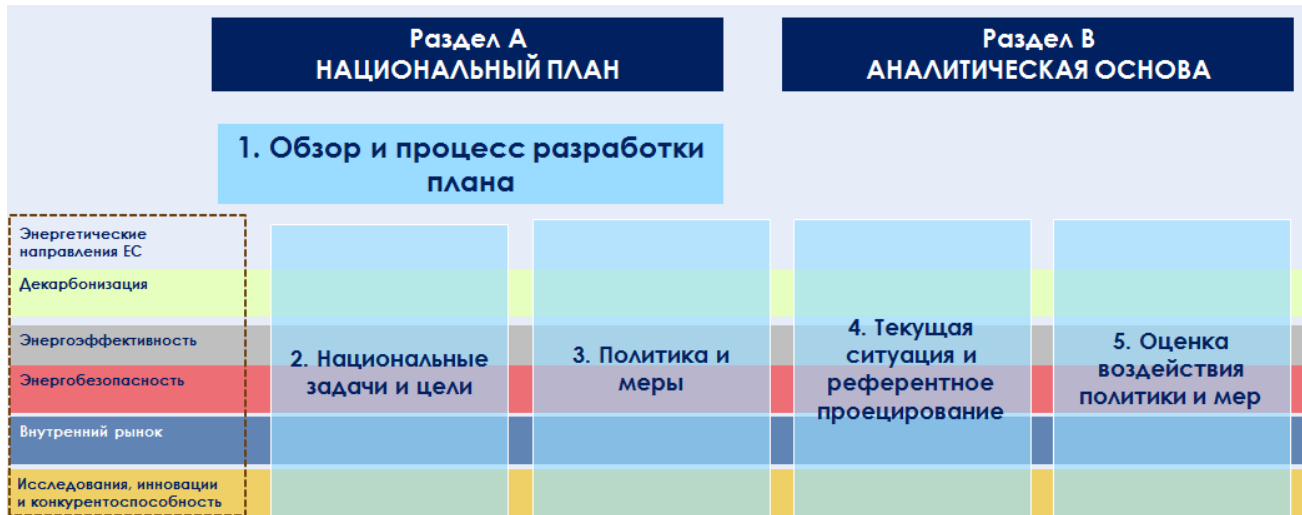 Раздел А
НАЦИОНАЛЬНЫЙ ПЛАН
Раздел В
АНАЛИТИЧЕСКАЯ ОСНОВА
1. Обзор и процесс разработки
плана
Энергетические
направления ЕС
Декарбонизация
Энергоэффективность
Энергобезопасность
Внутренний рынок
Исследования, инновации
и конкурентоспособность
2. Национальные
задачи и цели
3. Политика и
меры
4. Текущая
ситуация и
референтное
проецирование
5. Оценка
воздействия
политики и мер